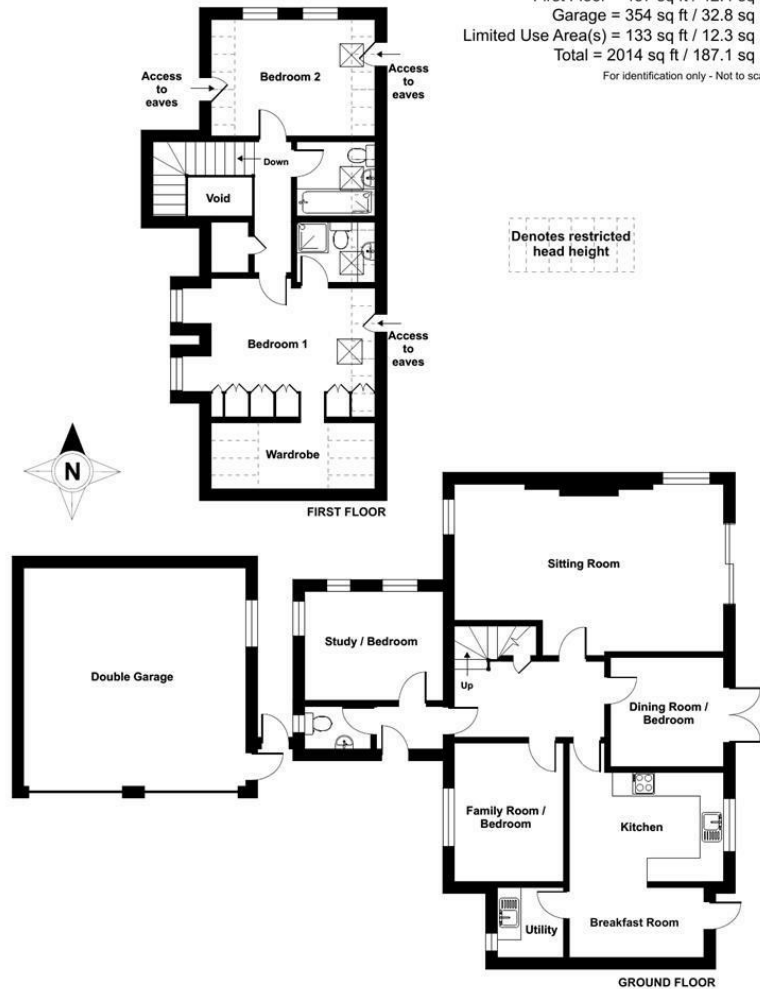 Garage = 354 sq ft / 32.8 sq
Limited Use Area(s) = 133 sq ft / 12.3 sq
Total = 2014 sq ft / 187.1 sq
For identification only - Not to sca
Bedroom 2
Access
to
eaves
Access
to
eaves
Down
Void
Denotes restricted
head height
Bedroom 1
Access
to
eaves
Wardrobe
N
FIRST FLOOR
Sitting Room
Study / Bedroom
Double Garage
Up
Dining Room /
Bedroom
Family Room /
Bedroom
Kitchen
Utility
Breakfast Room
GROUND FLOOR